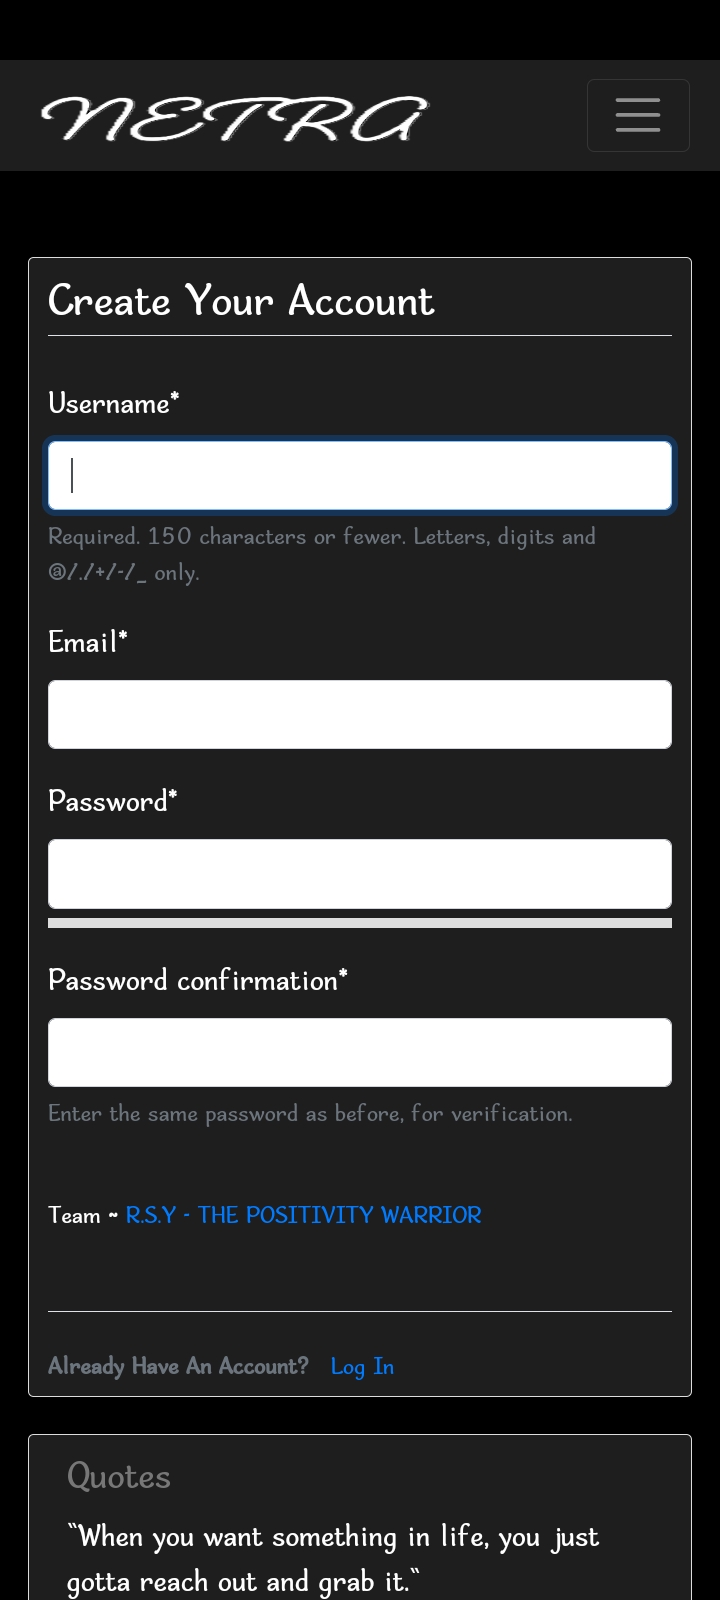 NETRA
Create Your Account
Username*
Required. 150 characters or fewer. Letters, digits and
@/./+/-/_ only.
Email*
Password*
Password confirmation*
Enter the same password as before, for verification.
Team ~ R.S.Y - THE POSITIVITY WARRIOR
Already Have An Account? Log In
Quotes
‟When you want something in life, you just
gotta reach out and grab it.‟